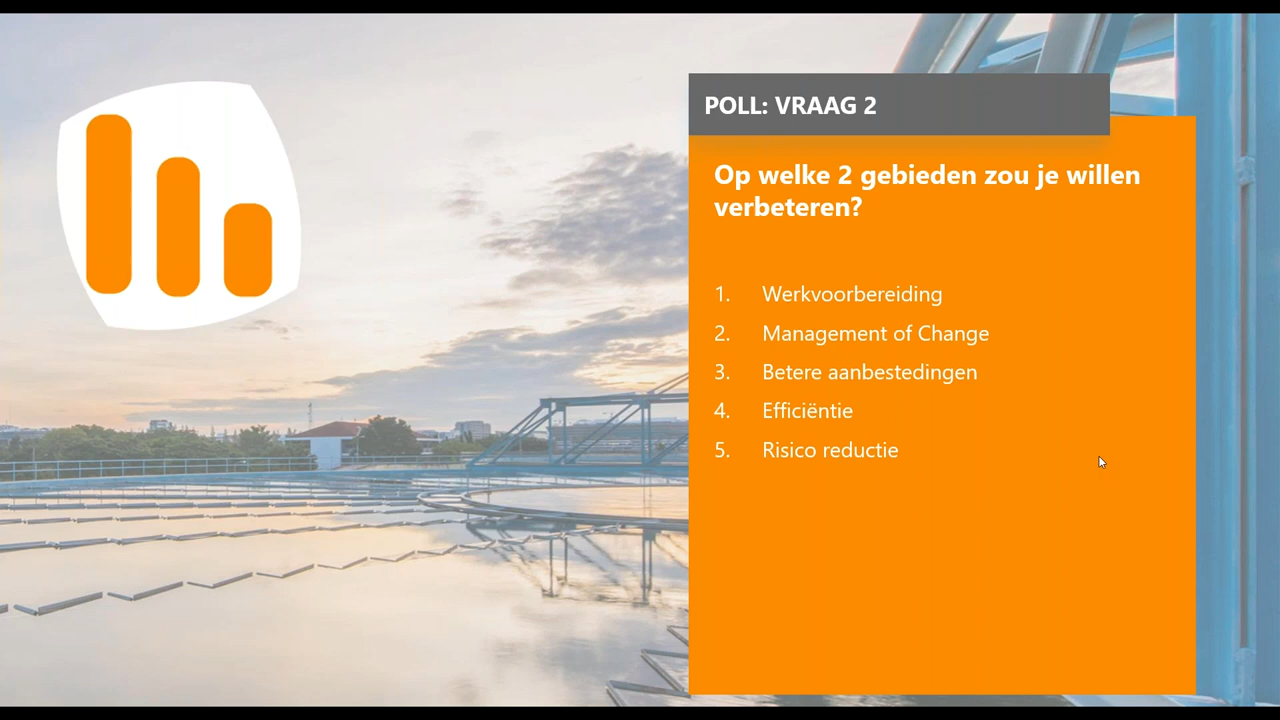 POLL: VRAAG 2
Op welke 2 gebieden zou je willen
verbeteren?
1. Werkvoorbereiding
2. Management of Change
3. Betere aanbestedingen
4. Efficiëntie
5. Risico reductie